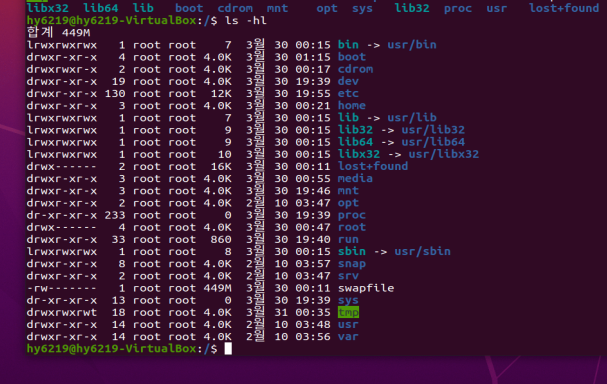 libx32 lib64 lib boot cdrom mnt opt sys lib32 proc usr lost+found
hy6219@hy6219-VirtualBox:/$ ls -hl
합계 449M
lrwxrwxrwx 1 root root 7 3월 30 00:15 bin -> usr/bin
drwxr-xr-x 4 root root 4.0K 3월 30 01:15 boot
drwxrwxr-x 2 root root 4.0K 3월 30 00:17 cdrom
drwxr-xr-x 19 root root 4.0K 3월 30 19:39 dev
drwxr-xr-x 130 root root 12K 3월 30 19:55 etc
drwxr-xr-x 3 root root 4.0K 3월 30 00:21 home
lrwxrwxrwx 1 root root 7 3월 30 00:15 lib -> usr/lib
lrwxrwxrwx 1 root root 9 3월 30 00:15 lib32 -> usr/lib32
lrwxrwxrwx 1 root root 9 3월 30 00:15 lib64 -> usr/lib64
lrwxrwxrwx 1 root root 10 3월 30 00:15 libx32 -> usr/libx32
drwx------ 2 root root 16K 3월 30 00:11 lost+found
drwxr-xr-x 3 root root 4.0K 3월 30 00:55 media
drwxr-xr-x 3 root root 4.0K 3월 30 19:46 mnt
drwxr-xr-x 2 root root 4.0K 2월 10 03:47 opt
dr-xr-xr-x 233 root root 0 3월 30 19:39 proc
drwx------ 4 root root 4.0K 3월 30 00:47 root
drwxr-xr-x 33 root root 860 3월 30 19:40 run
lrwxrwxrwx 1 root root 8 3월 30 00:15 sbin -> usr/sbin
drwxr-xr-x 8 root root 4.0K 2월 10 03:57 snap
drwxr-xr-x 2 root root 4.0K 2월 10 03:47 srv
-rw------- 1 root root 449M 3월 30 00:11 swapfile
dr-xr-xr-x 13 root root 0 3월 30 19:39 sys
drwxrwxrwt 18 root root 4.0K 3월 31 00:35 tmp
drwxr-xr-x 14 root root 4.0K 2월 10 03:48 usr
drwxr-xr-x 14 root root 4.0K 2월 10 03:56 var
hy6219@hy6219-VirtualBox:/$